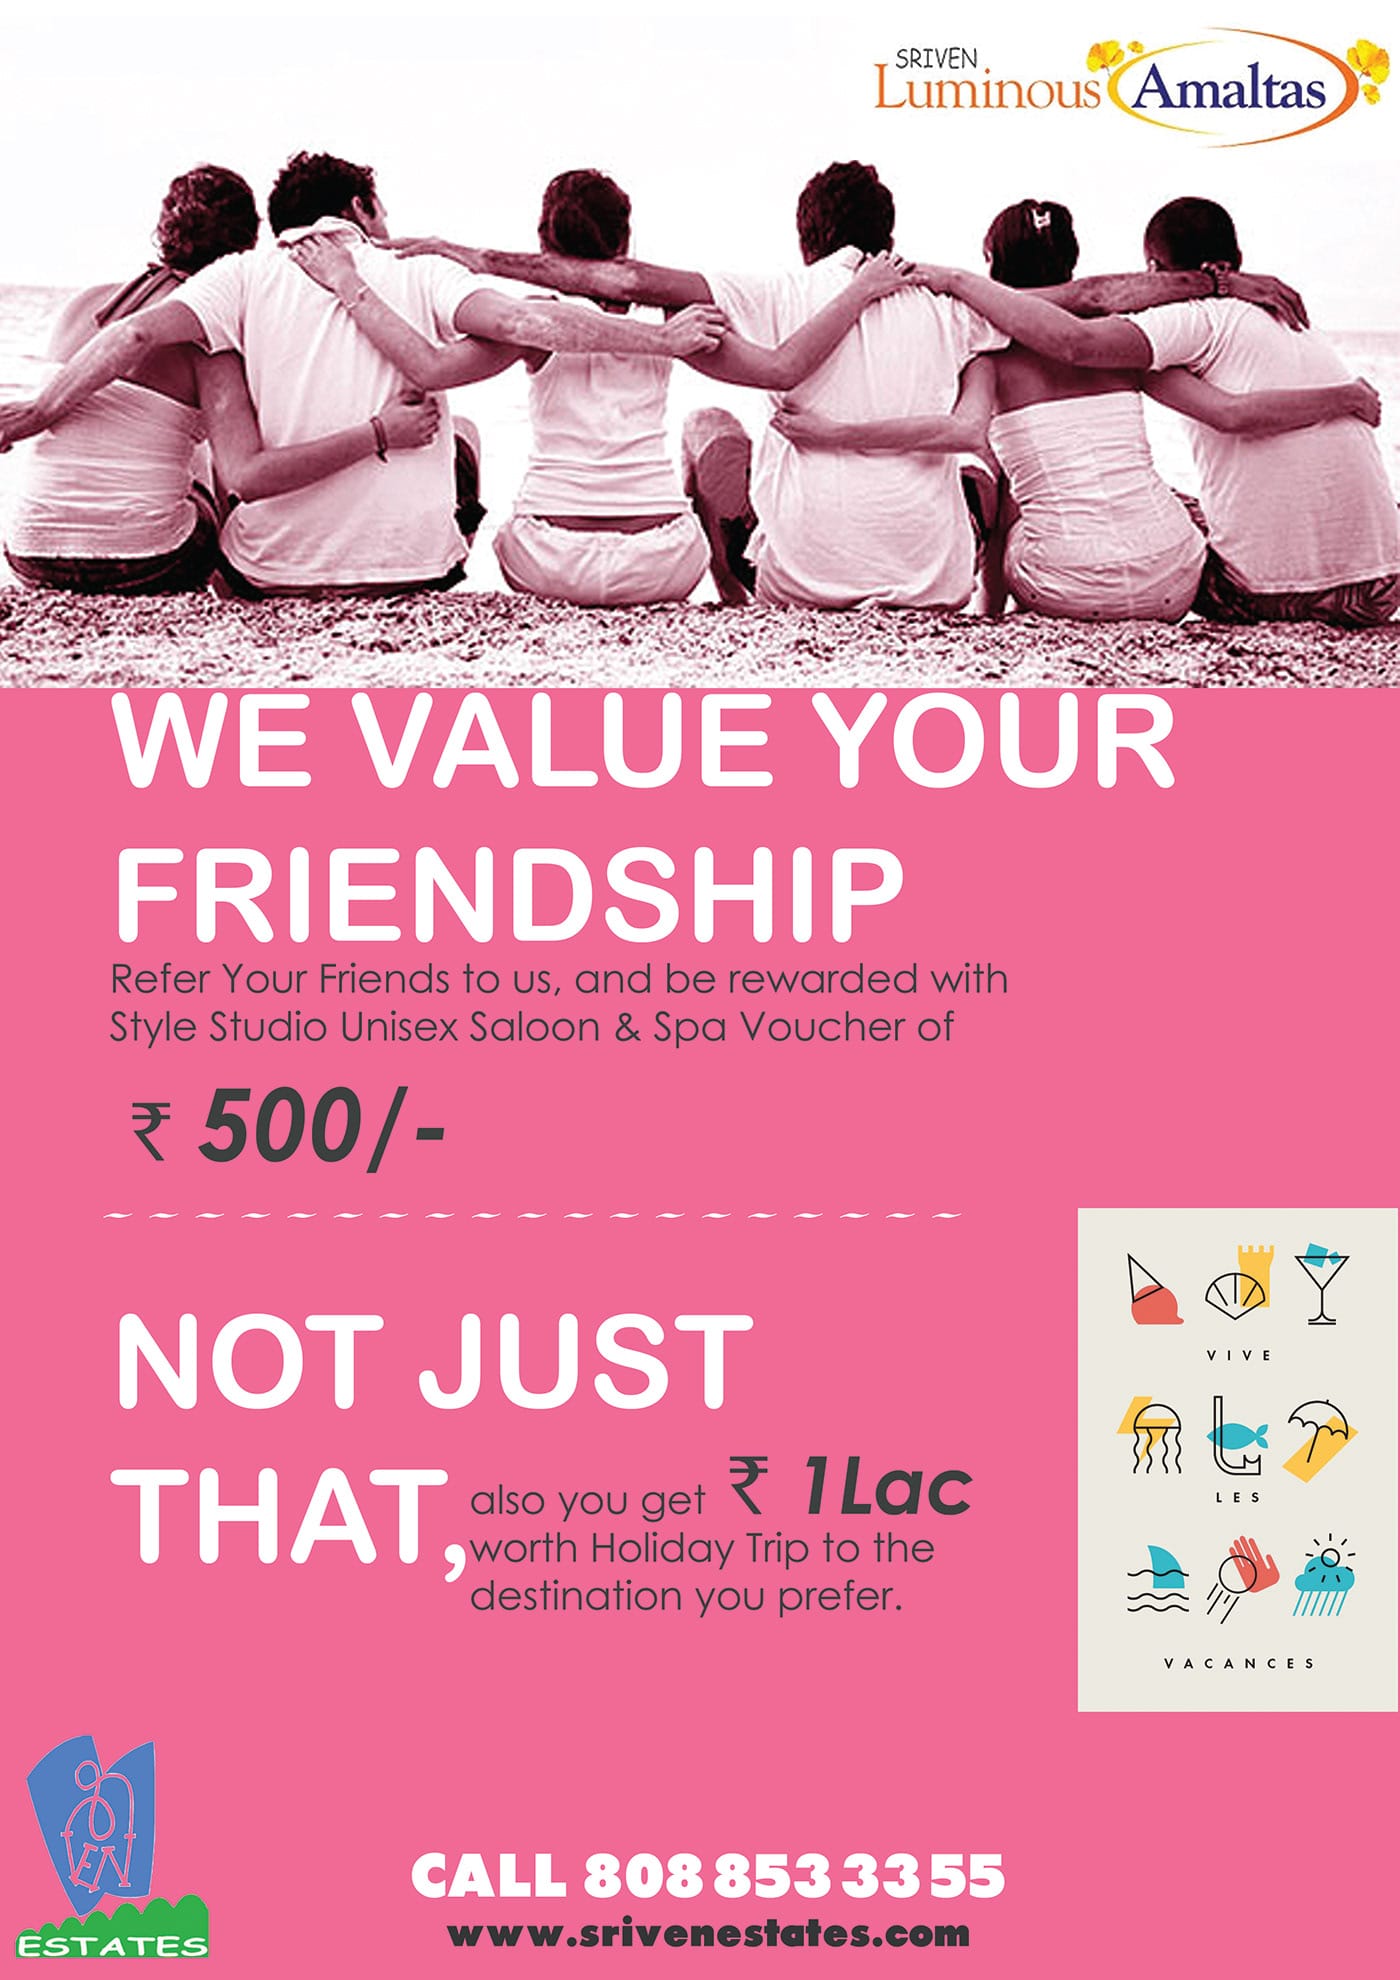 SRIVEN
Luminous Amaltas
WE VALUE YOUR
FRIENDSHIP
Refer Your Friends to us, and be rewarded with
Style Studio Unisex Saloon & Spa Voucher of
₹ 500/-
NOT JUST
THAT, also you get ₹ 1Lac
worth Holiday Trip to the
destination you prefer.
VIVE
LES
VACANCES
ESTATES
CALL 808 853 33 55
www.srivenestates.com